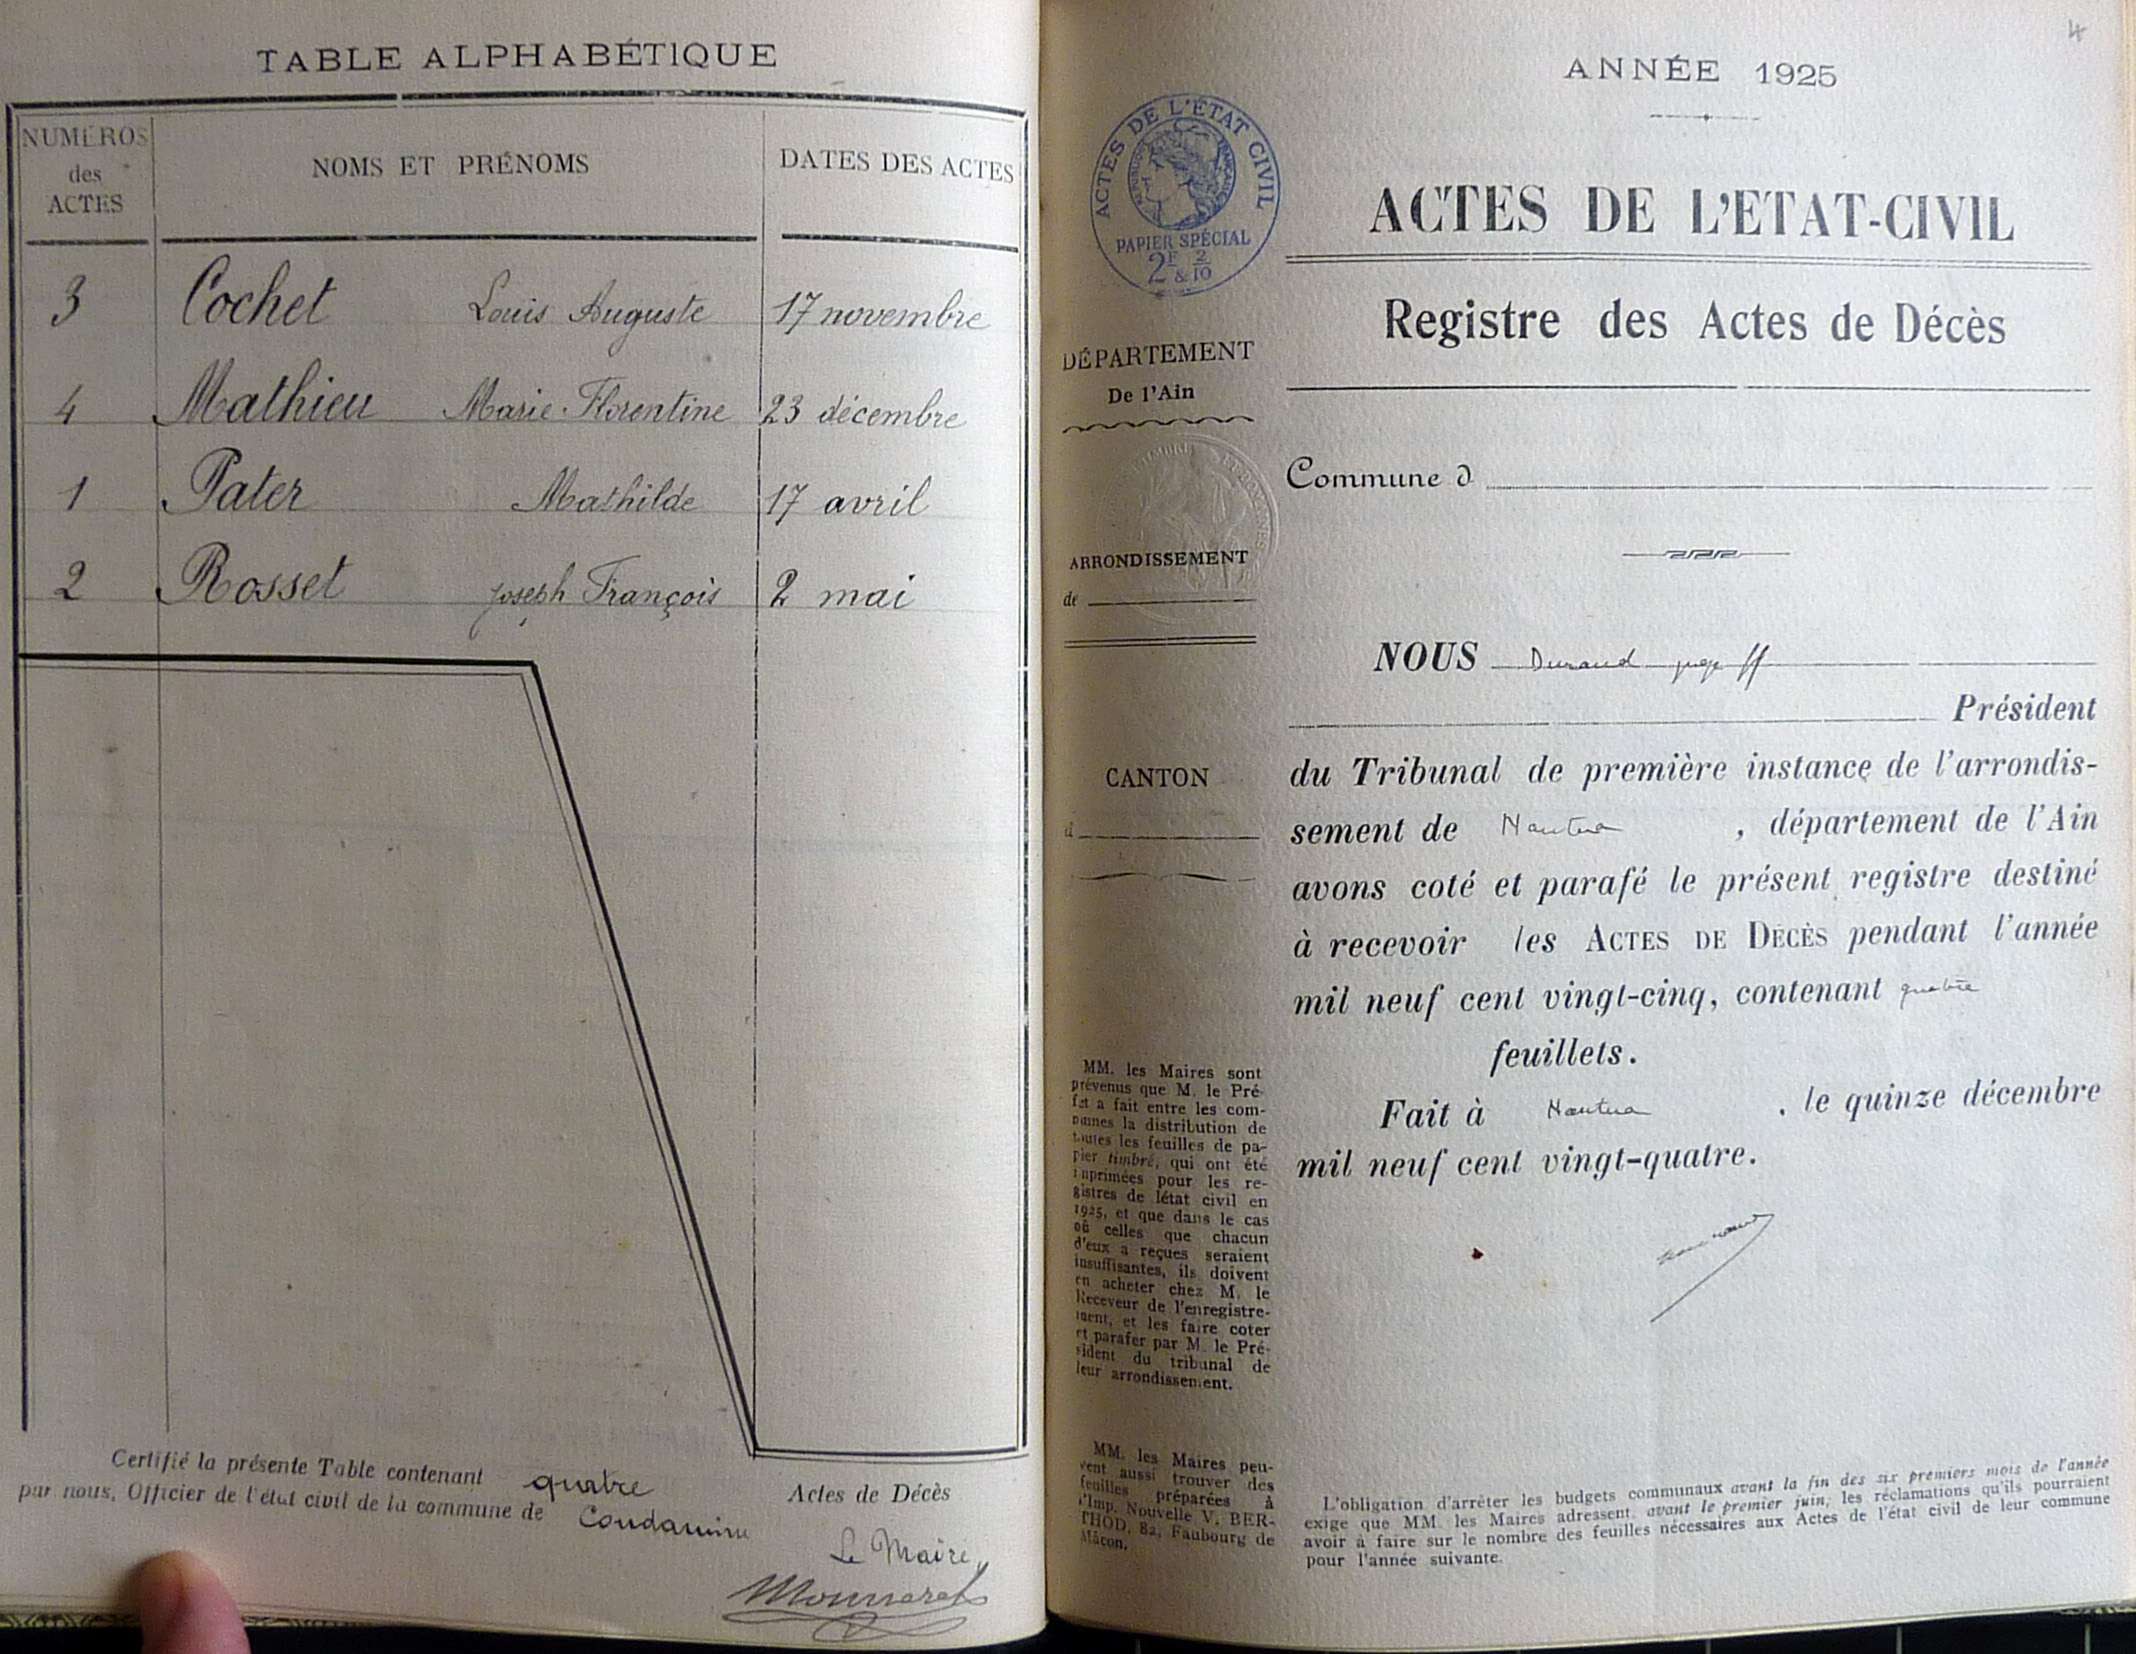 TABLE ALPHABÉTIQUE
NUMÉROS
des
ACTES
NOMS ET PRÉNOMS
DATES DES ACTES
3 Cochet Louis Auguste 17 novembre
4 Mathieu Marie Florentine 23 décembre
1 Pater Mathilde 17 avril
2 Rosset Joseph François 2 mai
Certifié la présente Table contenant quatre
par nous, Officier de l'état civil de la commune de Condamine
Actes de Décès
Le Maire,
4
ANNÉE 1925
ACTES DE L'ÉTAT CIVIL
RÉPUBLIQUE FRANÇAISE
PAPIER SPÉCIAL
2F & 2/10
ACTES DE L'ETAT-CIVIL
Registre des Actes de Décès
DÉPARTEMENT
De l'Ain
Commune d
ARRONDISSEMENT
de
CANTON
d
NOUS Durand juge ff
Président
du Tribunal de première instance de l'arrondis-
sement de Nantua , département de l'Ain
avons coté et parafé le présent registre destiné
à recevoir les ACTES DE DÉCÈS pendant l'année
mil neuf cent vingt-cinq, contenant quatre
feuillets.
Fait à Nantua , le quinze décembre
mil neuf cent vingt-quatre.
MM. les Maires sont
prévenus que M. le Pré-
fet a fait entre les com-
munes la distribution de
toutes les feuilles de pa-
pier timbré, qui ont été
imprimées pour les re-
gistres de létat civil en
1925, et que dans le cas
où celles que chacun
d'eux a reçues seraient
insuffisantes, ils doivent
en acheter chez M. le
Receveur de l'enregistre-
ment, et les faire coter
et parafer par M. le Pré-
sident du tribunal de
leur arrondissement.
MM. les Maires peu-
vent aussi trouver des
feuilles préparées à
l'Imp. Nouvelle V. BER-
THOD, 82, Faubourg de
Mâcon.
L'obligation d'arrêter les budgets communaux avant la fin des six premiers mois de l'année
exige que MM. les Maires adressent, avant le premier juin, les réclamations qu'ils pourraient
avoir à faire sur le nombre des feuilles nécessaires aux Actes de l'état civil de leur commune
pour l'année suivante.